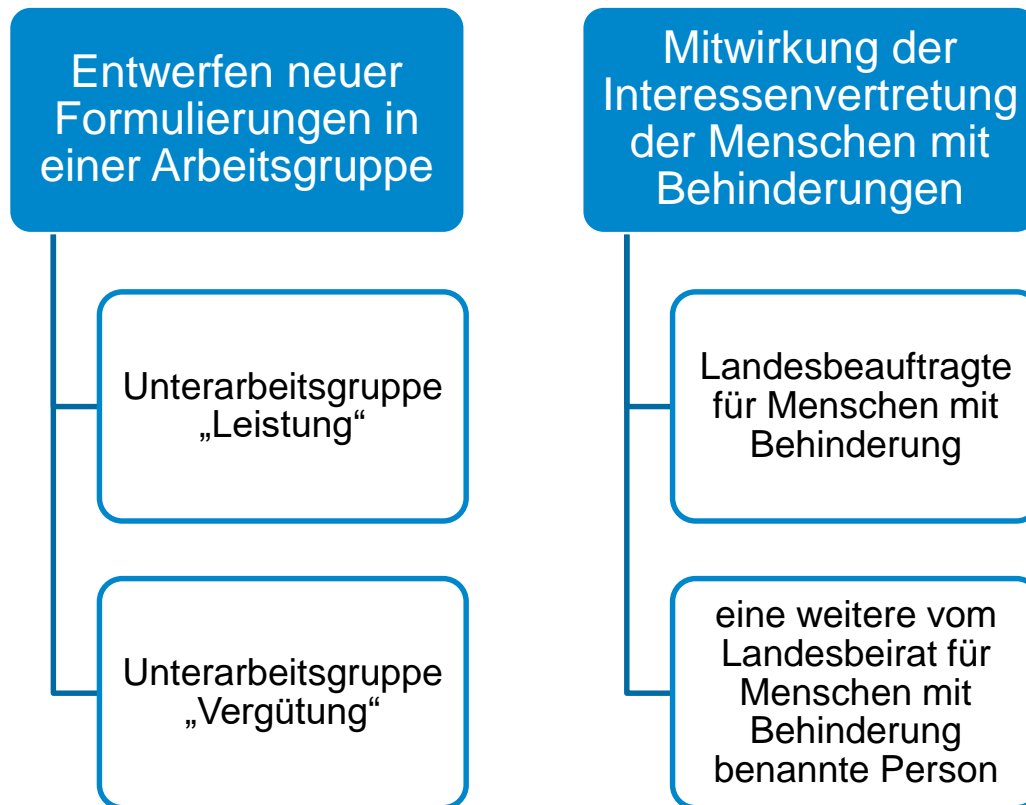 Entwerfen neuer
Formulierungen in
einer Arbeitsgruppe
Unterarbeitsgruppe
„Leistung“
Unterarbeitsgruppe
„Vergütung“
Mitwirkung der
Interessenvertretung
der Menschen mit
Behinderungen
Landesbeauftragte
für Menschen mit
Behinderung
eine weitere vom
Landesbeirat für
Menschen mit
Behinderung
benannte Person